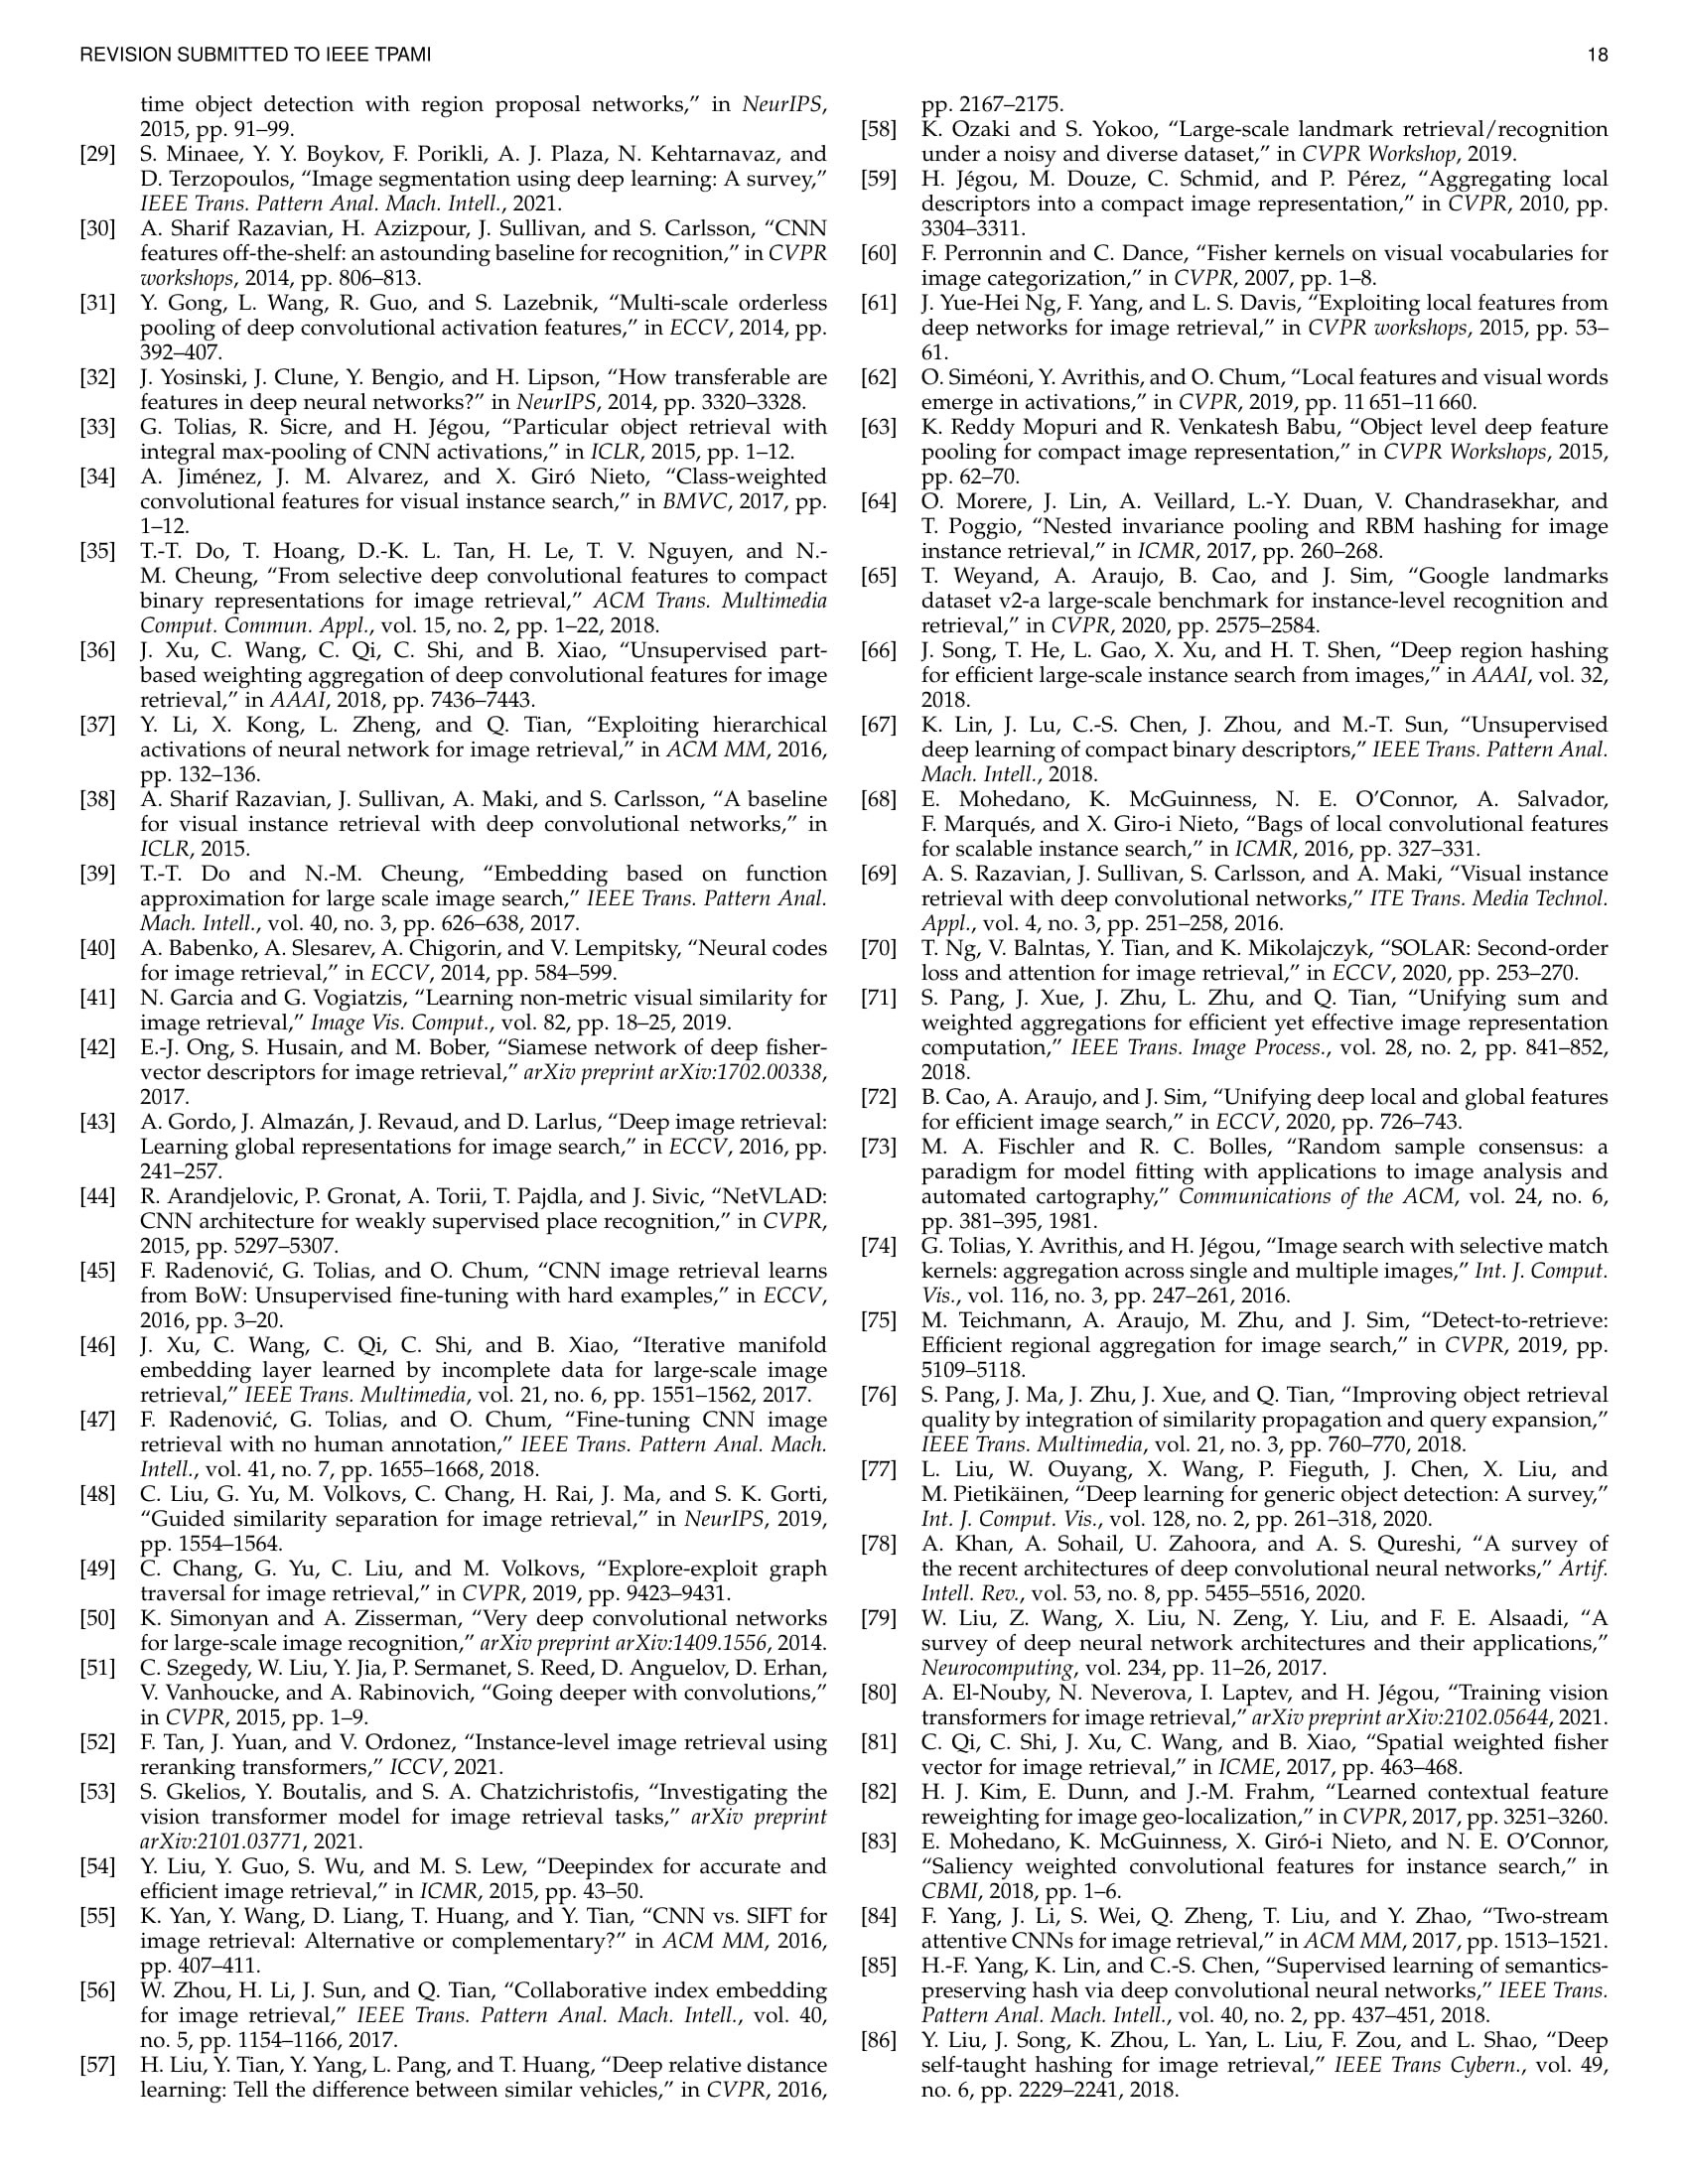 REVISION SUBMITTED TO IEEE TPAMI
18
time object detection with region proposal networks,” in NeurIPS,
2015, pp. 91–99.
[29] S. Minaee, Y. Y. Boykov, F. Porikli, A. J. Plaza, N. Kehtarnavaz, and
D. Terzopoulos, “Image segmentation using deep learning: A survey,”
IEEE Trans. Pattern Anal. Mach. Intell., 2021.
[30] A. Sharif Razavian, H. Azizpour, J. Sullivan, and S. Carlsson, “CNN
features off-the-shelf: an astounding baseline for recognition,” in CVPR
workshops, 2014, pp. 806–813.
[31] Y. Gong, L. Wang, R. Guo, and S. Lazebnik, “Multi-scale orderless
pooling of deep convolutional activation features,” in ECCV, 2014, pp.
392–407.
[32] J. Yosinski, J. Clune, Y. Bengio, and H. Lipson, “How transferable are
features in deep neural networks?” in NeurIPS, 2014, pp. 3320–3328.
[33] G. Tolias, R. Sicre, and H. Jégou, “Particular object retrieval with
integral max-pooling of CNN activations,” in ICLR, 2015, pp. 1–12.
[34] A. Jiménez, J. M. Alvarez, and X. Giró Nieto, “Class-weighted
convolutional features for visual instance search,” in BMVC, 2017, pp.
1–12.
[35] T.-T. Do, T. Hoang, D.-K. L. Tan, H. Le, T. V. Nguyen, and N.-
M. Cheung, “From selective deep convolutional features to compact
binary representations for image retrieval,” ACM Trans. Multimedia
Comput. Commun. Appl., vol. 15, no. 2, pp. 1–22, 2018.
[36] J. Xu, C. Wang, C. Qi, C. Shi, and B. Xiao, “Unsupervised part-
based weighting aggregation of deep convolutional features for image
retrieval,” in AAAI, 2018, pp. 7436–7443.
[37] Y. Li, X. Kong, L. Zheng, and Q. Tian, “Exploiting hierarchical
activations of neural network for image retrieval,” in ACM MM, 2016,
pp. 132–136.
[38] A. Sharif Razavian, J. Sullivan, A. Maki, and S. Carlsson, “A baseline
for visual instance retrieval with deep convolutional networks,” in
ICLR, 2015.
[39] T.-T. Do and N.-M. Cheung, “Embedding based on function
approximation for large scale image search,” IEEE Trans. Pattern Anal.
Mach. Intell., vol. 40, no. 3, pp. 626–638, 2017.
[40] A. Babenko, A. Slesarev, A. Chigorin, and V. Lempitsky, “Neural codes
for image retrieval,” in ECCV, 2014, pp. 584–599.
[41] N. Garcia and G. Vogiatzis, “Learning non-metric visual similarity for
image retrieval,” Image Vis. Comput., vol. 82, pp. 18–25, 2019.
[42] E.-J. Ong, S. Husain, and M. Bober, “Siamese network of deep fisher-
vector descriptors for image retrieval,” arXiv preprint arXiv:1702.00338,
2017.
[43] A. Gordo, J. Almazán, J. Revaud, and D. Larlus, “Deep image retrieval:
Learning global representations for image search,” in ECCV, 2016, pp.
241–257.
[44] R. Arandjelovic, P. Gronat, A. Torii, T. Pajdla, and J. Sivic, “NetVLAD:
CNN architecture for weakly supervised place recognition,” in CVPR,
2015, pp. 5297–5307.
[45] F. Radenović, G. Tolias, and O. Chum, “CNN image retrieval learns
from BoW: Unsupervised fine-tuning with hard examples,” in ECCV,
2016, pp. 3–20.
[46] J. Xu, C. Wang, C. Qi, C. Shi, and B. Xiao, “Iterative manifold
embedding layer learned by incomplete data for large-scale image
retrieval,” IEEE Trans. Multimedia, vol. 21, no. 6, pp. 1551–1562, 2017.
[47] F. Radenović, G. Tolias, and O. Chum, “Fine-tuning CNN image
retrieval with no human annotation,” IEEE Trans. Pattern Anal. Mach.
Intell., vol. 41, no. 7, pp. 1655–1668, 2018.
[48] C. Liu, G. Yu, M. Volkovs, C. Chang, H. Rai, J. Ma, and S. K. Gorti,
“Guided similarity separation for image retrieval,” in NeurIPS, 2019,
pp. 1554–1564.
[49] C. Chang, G. Yu, C. Liu, and M. Volkovs, “Explore-exploit graph
traversal for image retrieval,” in CVPR, 2019, pp. 9423–9431.
[50] K. Simonyan and A. Zisserman, “Very deep convolutional networks
for large-scale image recognition,” arXiv preprint arXiv:1409.1556, 2014.
[51] C. Szegedy, W. Liu, Y. Jia, P. Sermanet, S. Reed, D. Anguelov, D. Erhan,
V. Vanhoucke, and A. Rabinovich, “Going deeper with convolutions,”
in CVPR, 2015, pp. 1–9.
[52] F. Tan, J. Yuan, and V. Ordonez, “Instance-level image retrieval using
reranking transformers,” ICCV, 2021.
[53] S. Gkelios, Y. Boutalis, and S. A. Chatzichristofis, “Investigating the
vision transformer model for image retrieval tasks,” arXiv preprint
arXiv:2101.03771, 2021.
[54] Y. Liu, Y. Guo, S. Wu, and M. S. Lew, “Deepindex for accurate and
efficient image retrieval,” in ICMR, 2015, pp. 43–50.
[55] K. Yan, Y. Wang, D. Liang, T. Huang, and Y. Tian, “CNN vs. SIFT for
image retrieval: Alternative or complementary?” in ACM MM, 2016,
pp. 407–411.
[56] W. Zhou, H. Li, J. Sun, and Q. Tian, “Collaborative index embedding
for image retrieval,” IEEE Trans. Pattern Anal. Mach. Intell., vol. 40,
no. 5, pp. 1154–1166, 2017.
[57] H. Liu, Y. Tian, Y. Yang, L. Pang, and T. Huang, “Deep relative distance
learning: Tell the difference between similar vehicles,” in CVPR, 2016,
pp. 2167–2175.
[58] K. Ozaki and S. Yokoo, “Large-scale landmark retrieval/recognition
under a noisy and diverse dataset,” in CVPR Workshop, 2019.
[59] H. Jégou, M. Douze, C. Schmid, and P. Pérez, “Aggregating local
descriptors into a compact image representation,” in CVPR, 2010, pp.
3304–3311.
[60] F. Perronnin and C. Dance, “Fisher kernels on visual vocabularies for
image categorization,” in CVPR, 2007, pp. 1–8.
[61] J. Yue-Hei Ng, F. Yang, and L. S. Davis, “Exploiting local features from
deep networks for image retrieval,” in CVPR workshops, 2015, pp. 53–
61.
[62] O. Siméoni, Y. Avrithis, and O. Chum, “Local features and visual words
emerge in activations,” in CVPR, 2019, pp. 11 651–11 660.
[63] K. Reddy Mopuri and R. Venkatesh Babu, “Object level deep feature
pooling for compact image representation,” in CVPR Workshops, 2015,
pp. 62–70.
[64] O. Morere, J. Lin, A. Veillard, L.-Y. Duan, V. Chandrasekhar, and
T. Poggio, “Nested invariance pooling and RBM hashing for image
instance retrieval,” in ICMR, 2017, pp. 260–268.
[65] T. Weyand, A. Araujo, B. Cao, and J. Sim, “Google landmarks
dataset v2-a large-scale benchmark for instance-level recognition and
retrieval,” in CVPR, 2020, pp. 2575–2584.
[66] J. Song, T. He, L. Gao, X. Xu, and H. T. Shen, “Deep region hashing
for efficient large-scale instance search from images,” in AAAI, vol. 32,
2018.
[67] K. Lin, J. Lu, C.-S. Chen, J. Zhou, and M.-T. Sun, “Unsupervised
deep learning of compact binary descriptors,” IEEE Trans. Pattern Anal.
Mach. Intell., 2018.
[68] E. Mohedano, K. McGuinness, N. E. O’Connor, A. Salvador,
F. Marqués, and X. Giro-i Nieto, “Bags of local convolutional features
for scalable instance search,” in ICMR, 2016, pp. 327–331.
[69] A. S. Razavian, J. Sullivan, S. Carlsson, and A. Maki, “Visual instance
retrieval with deep convolutional networks,” ITE Trans. Media Technol.
Appl., vol. 4, no. 3, pp. 251–258, 2016.
[70] T. Ng, V. Balntas, Y. Tian, and K. Mikolajczyk, “SOLAR: Second-order
loss and attention for image retrieval,” in ECCV, 2020, pp. 253–270.
[71] S. Pang, J. Xue, J. Zhu, L. Zhu, and Q. Tian, “Unifying sum and
weighted aggregations for efficient yet effective image representation
computation,” IEEE Trans. Image Process., vol. 28, no. 2, pp. 841–852,
2018.
[72] B. Cao, A. Araujo, and J. Sim, “Unifying deep local and global features
for efficient image search,” in ECCV, 2020, pp. 726–743.
[73] M. A. Fischler and R. C. Bolles, “Random sample consensus: a
paradigm for model fitting with applications to image analysis and
automated cartography,” Communications of the ACM, vol. 24, no. 6,
pp. 381–395, 1981.
[74] G. Tolias, Y. Avrithis, and H. Jégou, “Image search with selective match
kernels: aggregation across single and multiple images,” Int. J. Comput.
Vis., vol. 116, no. 3, pp. 247–261, 2016.
[75] M. Teichmann, A. Araujo, M. Zhu, and J. Sim, “Detect-to-retrieve:
Efficient regional aggregation for image search,” in CVPR, 2019, pp.
5109–5118.
[76] S. Pang, J. Ma, J. Zhu, J. Xue, and Q. Tian, “Improving object retrieval
quality by integration of similarity propagation and query expansion,”
IEEE Trans. Multimedia, vol. 21, no. 3, pp. 760–770, 2018.
[77] L. Liu, W. Ouyang, X. Wang, P. Fieguth, J. Chen, X. Liu, and
M. Pietikäinen, “Deep learning for generic object detection: A survey,”
Int. J. Comput. Vis., vol. 128, no. 2, pp. 261–318, 2020.
[78] A. Khan, A. Sohail, U. Zahoora, and A. S. Qureshi, “A survey of
the recent architectures of deep convolutional neural networks,” Artif.
Intell. Rev., vol. 53, no. 8, pp. 5455–5516, 2020.
[79] W. Liu, Z. Wang, X. Liu, N. Zeng, Y. Liu, and F. E. Alsaadi, “A
survey of deep neural network architectures and their applications,”
Neurocomputing, vol. 234, pp. 11–26, 2017.
[80] A. El-Nouby, N. Neverova, I. Laptev, and H. Jégou, “Training vision
transformers for image retrieval,” arXiv preprint arXiv:2102.05644, 2021.
[81] C. Qi, C. Shi, J. Xu, C. Wang, and B. Xiao, “Spatial weighted fisher
vector for image retrieval,” in ICME, 2017, pp. 463–468.
[82] H. J. Kim, E. Dunn, and J.-M. Frahm, “Learned contextual feature
reweighting for image geo-localization,” in CVPR, 2017, pp. 3251–3260.
[83] E. Mohedano, K. McGuinness, X. Giró-i Nieto, and N. E. O’Connor,
“Saliency weighted convolutional features for instance search,” in
CBMI, 2018, pp. 1–6.
[84] F. Yang, J. Li, S. Wei, Q. Zheng, T. Liu, and Y. Zhao, “Two-stream
attentive CNNs for image retrieval,” in ACM MM, 2017, pp. 1513–1521.
[85] H.-F. Yang, K. Lin, and C.-S. Chen, “Supervised learning of semantics-
preserving hash via deep convolutional neural networks,” IEEE Trans.
Pattern Anal. Mach. Intell., vol. 40, no. 2, pp. 437–451, 2018.
[86] Y. Liu, J. Song, K. Zhou, L. Yan, L. Liu, F. Zou, and L. Shao, “Deep
self-taught hashing for image retrieval,” IEEE Trans Cybern., vol. 49,
no. 6, pp. 2229–2241, 2018.